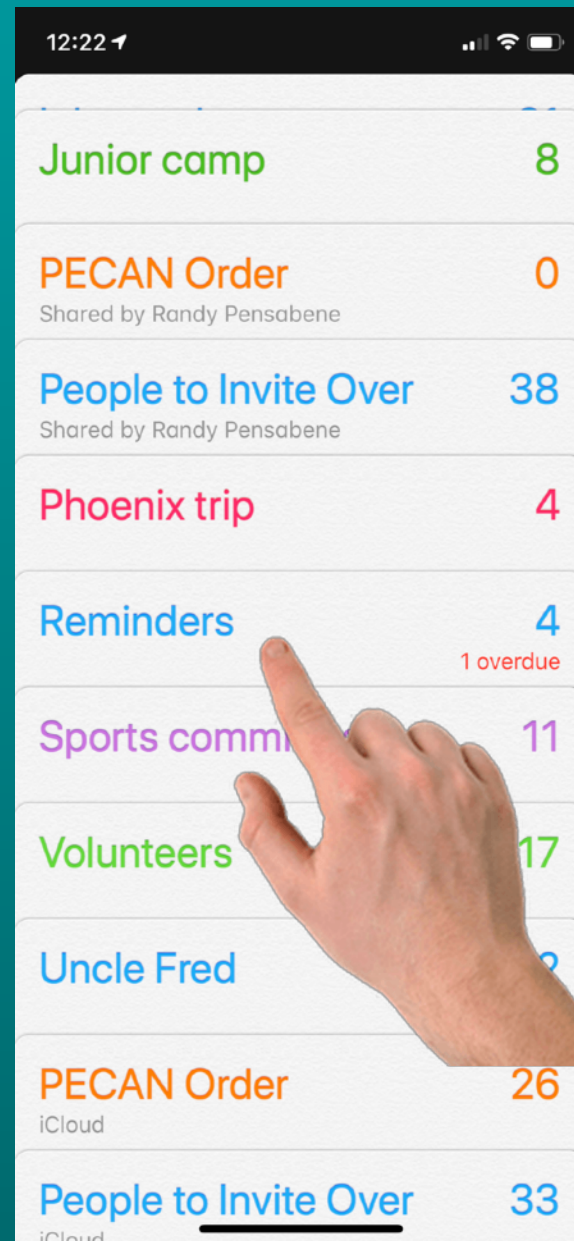 12:22
Junior camp 8
PECAN Order 0
Shared by Randy Pensabene
People to Invite Over 38
Shared by Randy Pensabene
Phoenix trip 4
Reminders 4
1 overdue
Sports 11
Volunteers 17
Uncle Fred
PECAN Order 26
iCloud
People to Invite Over 33
iCloud